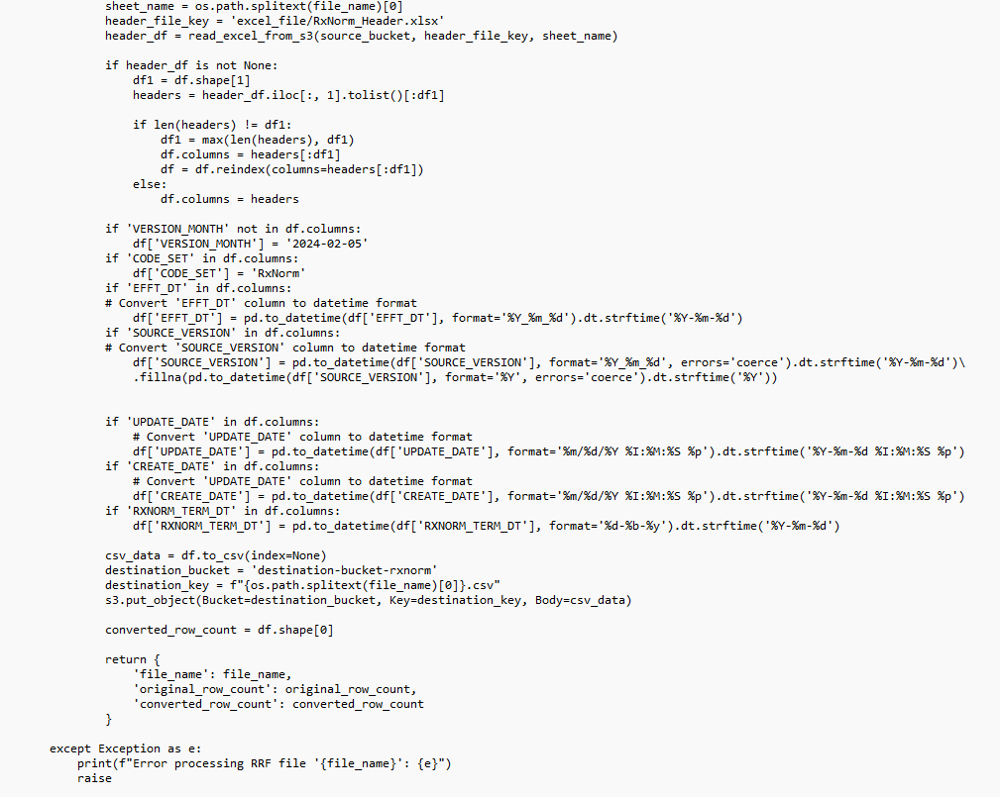 sheet_name = os.path.splitext(file_name)[0]
header_file_key = 'excel_file/RxNorm_Header.xlsx'
header_df = read_excel_from_s3(source_bucket, header_file_key, sheet_name)
if header_df is not None:
df1 = df.shape[1]
headers = header_df.iloc[:, 1].tolist()[:df1]
if len(headers) != df1:
df1 = max(len(headers), df1)
df.columns = headers[:df1]
df = df.reindex(columns=headers[:df1])
else:
df.columns = headers
if 'VERSION_MONTH' not in df.columns:
df['VERSION_MONTH'] = '2024-02-05'
if 'CODE_SET' in df.columns:
df['CODE_SET'] = 'RxNorm'
if 'EFFT_DT' in df.columns:
# Convert 'EFFT_DT' column to datetime format
df['EFFT_DT'] = pd.to_datetime(df['EFFT_DT'], format='%Y_%m_%d').dt.strftime('%Y-%m-%d')
if 'SOURCE_VERSION' in df.columns:
# Convert 'SOURCE_VERSION' column to datetime format
df['SOURCE_VERSION'] = pd.to_datetime(df['SOURCE_VERSION'], format='%Y_%m_%d', errors='coerce').dt.strftime('%Y-%m-%d')\
.fillna(pd.to_datetime(df['SOURCE_VERSION'], format='%Y', errors='coerce').dt.strftime('%Y'))
if 'UPDATE_DATE' in df.columns:
# Convert 'UPDATE_DATE' column to datetime format
df['UPDATE_DATE'] = pd.to_datetime(df['UPDATE_DATE'], format='%m/%d/%Y %I:%M:%S %p').dt.strftime('%Y-%m-%d %I:%M:%S %p')
if 'CREATE_DATE' in df.columns:
# Convert 'UPDATE_DATE' column to datetime format
df['CREATE_DATE'] = pd.to_datetime(df['CREATE_DATE'], format='%m/%d/%Y %I:%M:%S %p').dt.strftime('%Y-%m-%d %I:%M:%S %p')
if 'RXNORM_TERM_DT' in df.columns:
df['RXNORM_TERM_DT'] = pd.to_datetime(df['RXNORM_TERM_DT'], format='%d-%b-%y').dt.strftime('%Y-%m-%d')
csv_data = df.to_csv(index=None)
destination_bucket = 'destination-bucket-rxnorm'
destination_key = f"{os.path.splitext(file_name)[0]}.csv"
s3.put_object(Bucket=destination_bucket, Key=destination_key, Body=csv_data)
converted_row_count = df.shape[0]
return {
'file_name': file_name,
'original_row_count': original_row_count,
'converted_row_count': converted_row_count
}
except Exception as e:
print(f"Error processing RRF file '{file_name}': {e}")
raise